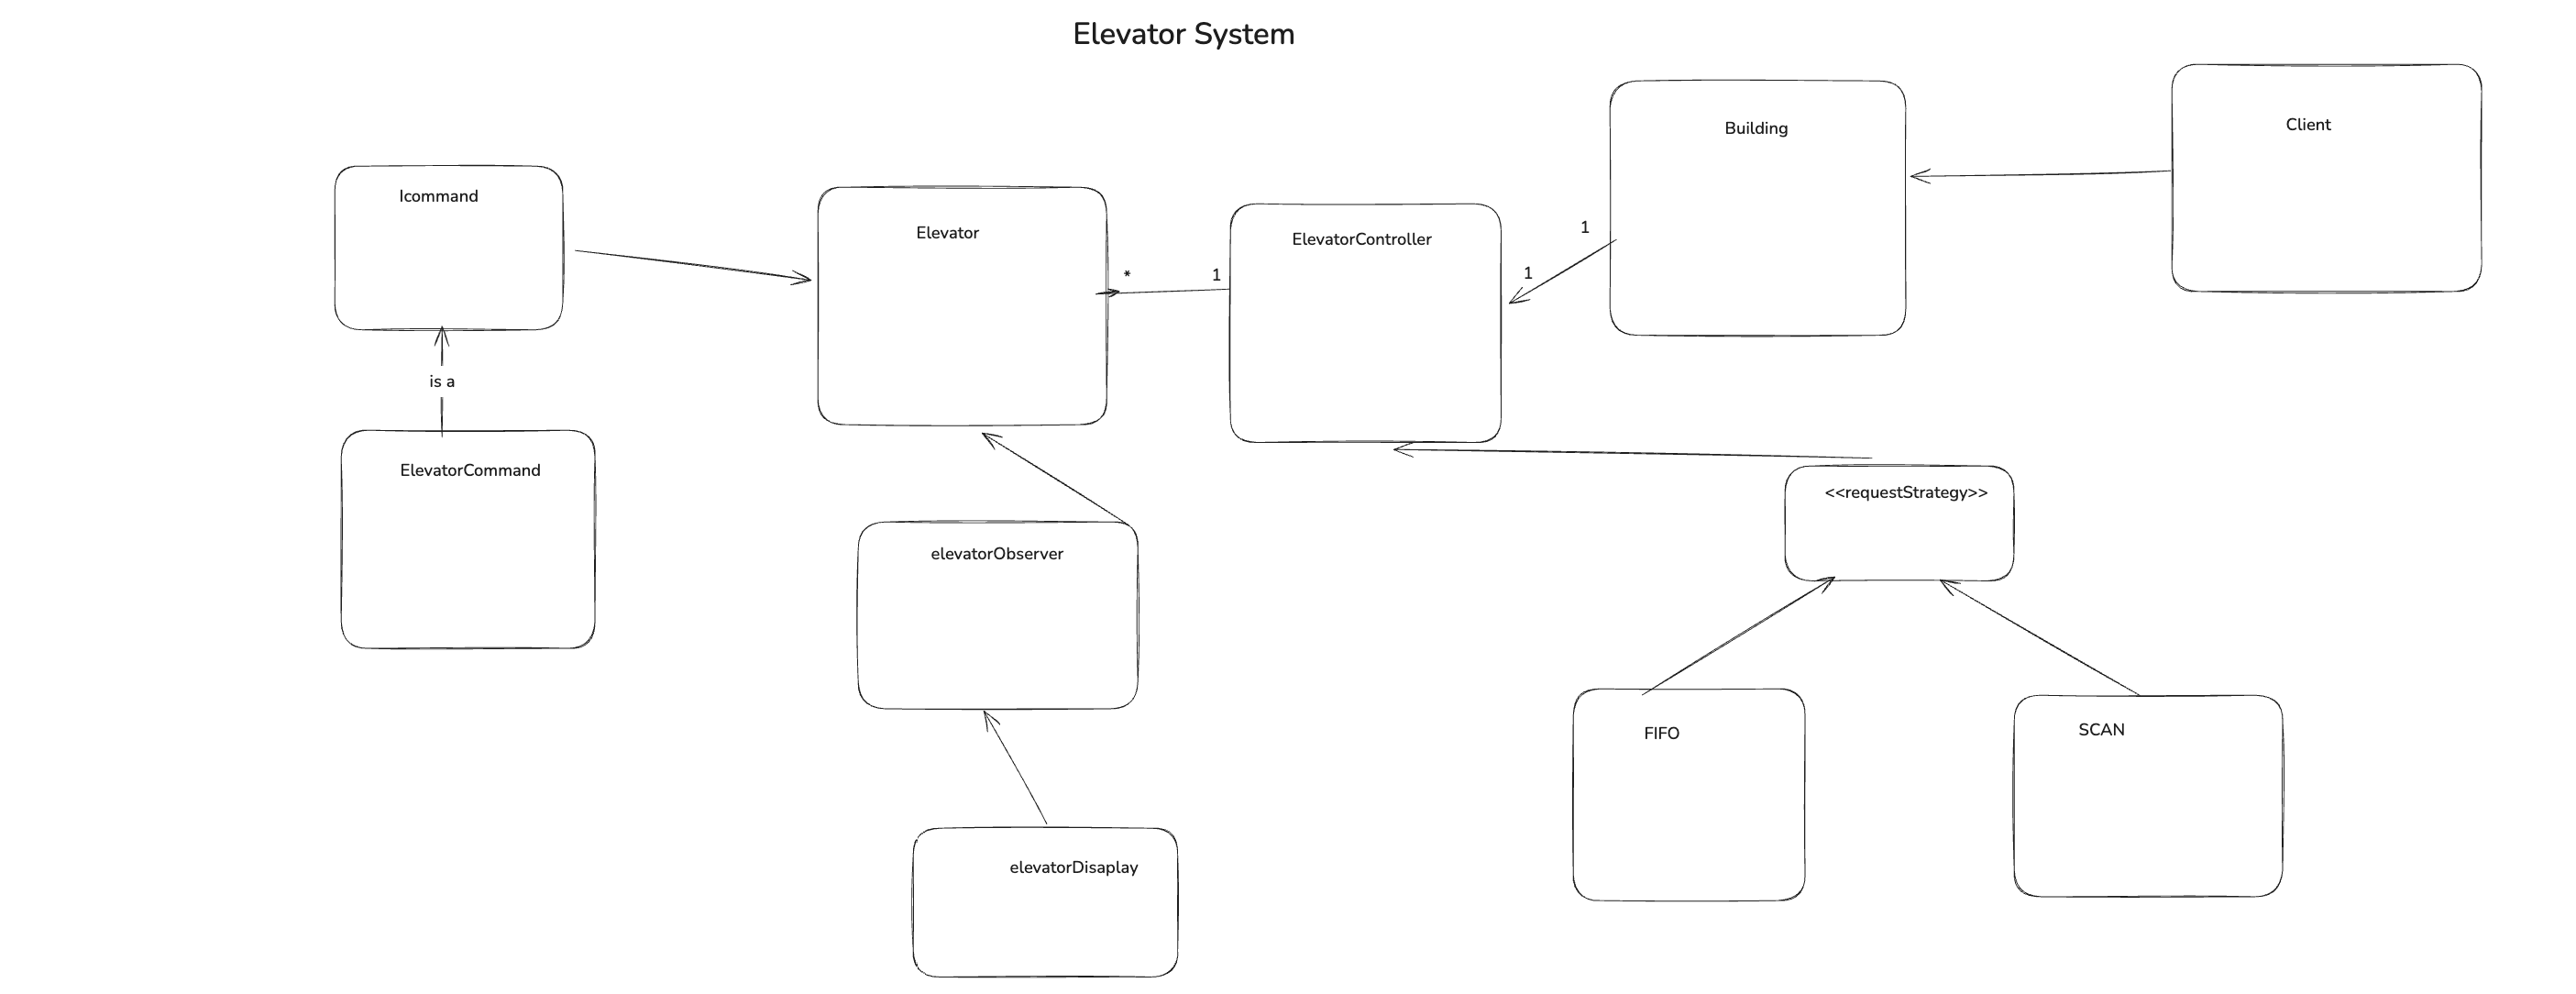 Elevator System
Client
Building
Icommand
Elevator
ElevatorController
1
1
*
1
is a
ElevatorCommand
<<requestStrategy>>
elevatorObserver
FIFO
SCAN
elevatorDisaplay